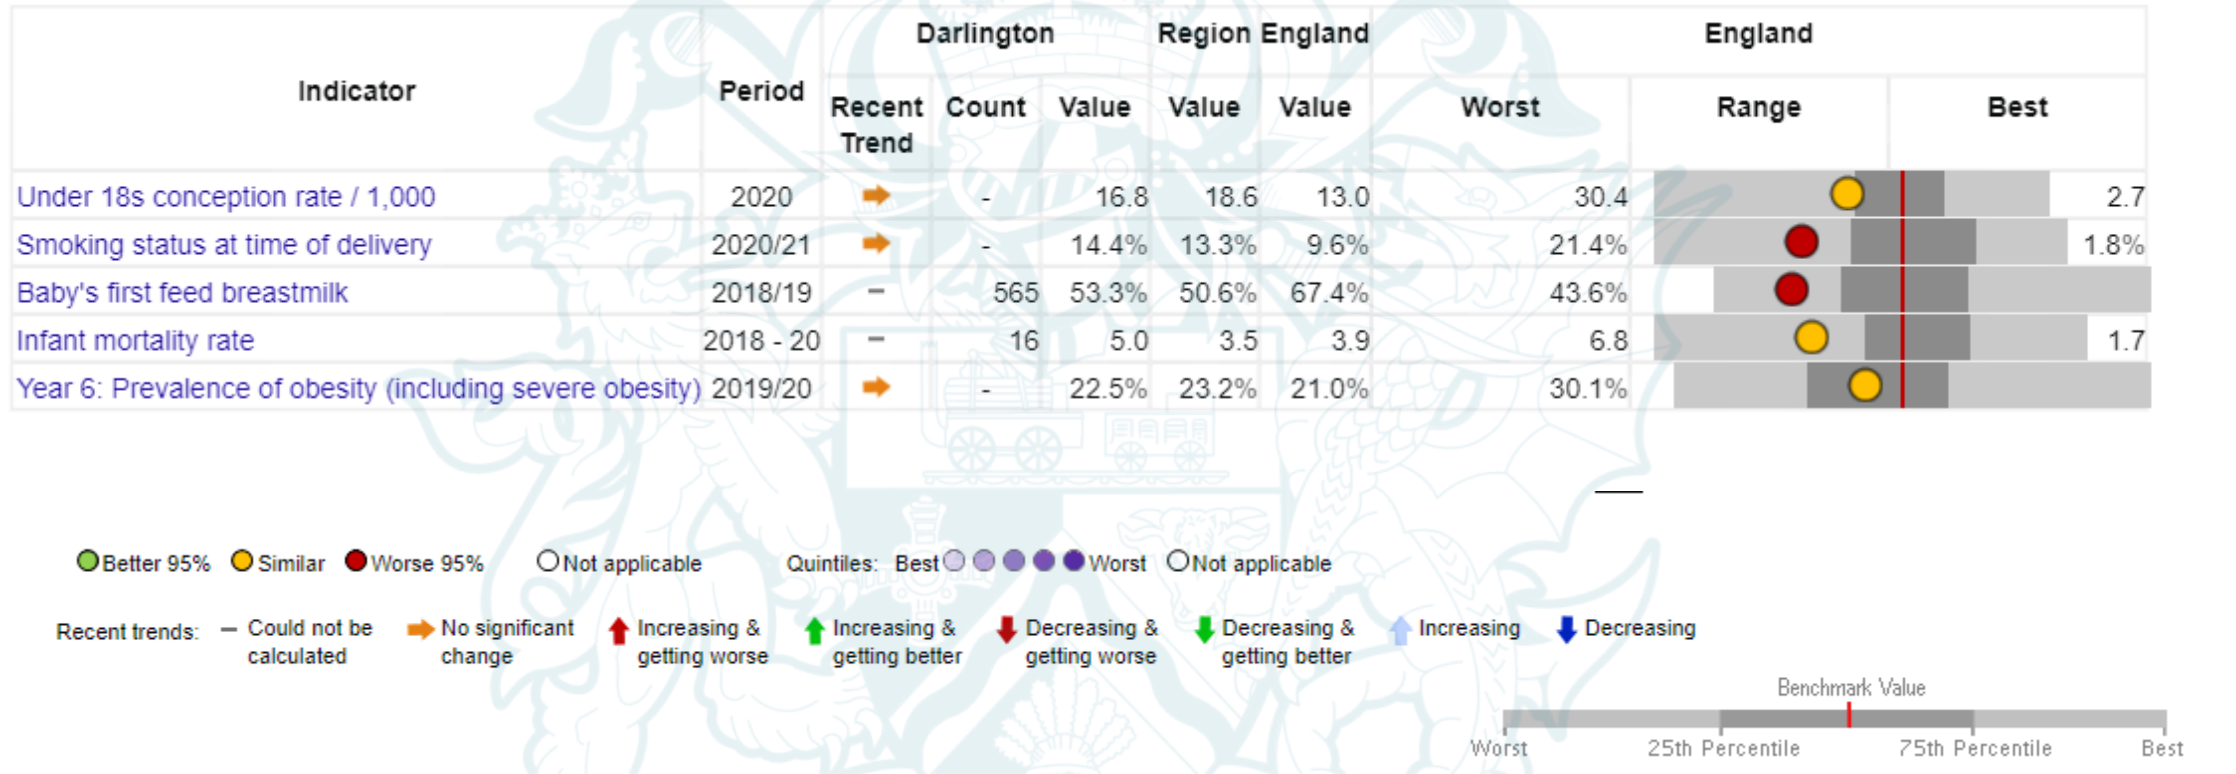 Darlington Region England England
Indicator Period Recent Trend Count Value Value Value Worst Range Best
Under 18s conception rate / 1,000 2020 - 16.8 18.6 13.0 30.4 2.7
Smoking status at time of delivery 2020/21 - 14.4% 13.3% 9.6% 21.4% 1.8%
Baby's first feed breastmilk 2018/19 – 565 53.3% 50.6% 67.4% 43.6%
Infant mortality rate 2018 - 20 – 16 5.0 3.5 3.9 6.8 1.7
Year 6: Prevalence of obesity (including severe obesity) 2019/20 - 22.5% 23.2% 21.0% 30.1%
Better 95% Similar Worse 95% Not applicable Quintiles: Best Worst Not applicable
Recent trends: – Could not be calculated No significant change Increasing & getting worse Increasing & getting better Decreasing & getting worse Decreasing & getting better Increasing Decreasing
Benchmark Value
Worst 25th Percentile 75th Percentile Best